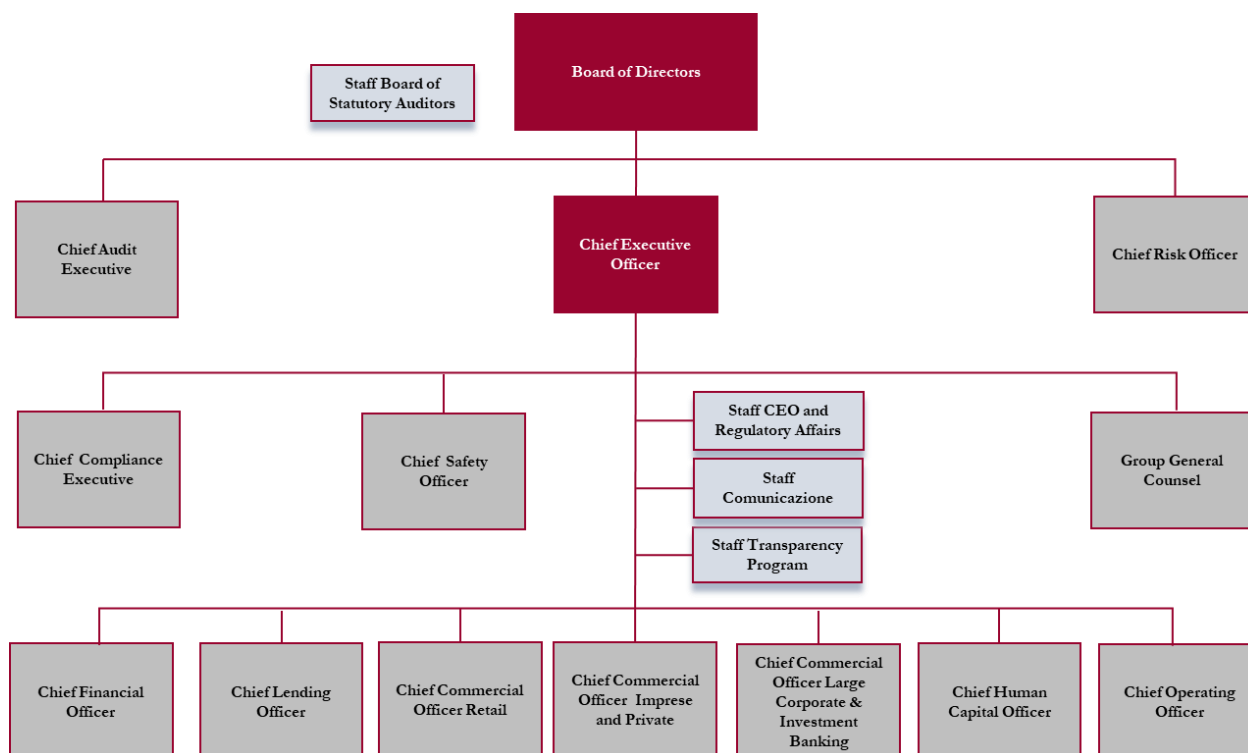 Board of Directors
Staff Board of
Statutory Auditors
Chief Audit
Executive
Chief Executive
Officer
Chief Risk Officer
Chief Compliance
Executive
Chief Safety
Officer
Staff CEO and
Regulatory Affairs
Staff
Comunicazione
Staff Transparency
Program
Group General
Counsel
Chief Financial
Officer
Chief Lending
Officer
Chief Commercial
Officer Retail
Chief Commercial
Officer Imprese
and Private
Chief Commercial
Officer Large
Corporate &
Investment
Banking
Chief Human
Capital Officer
Chief Operating
Officer